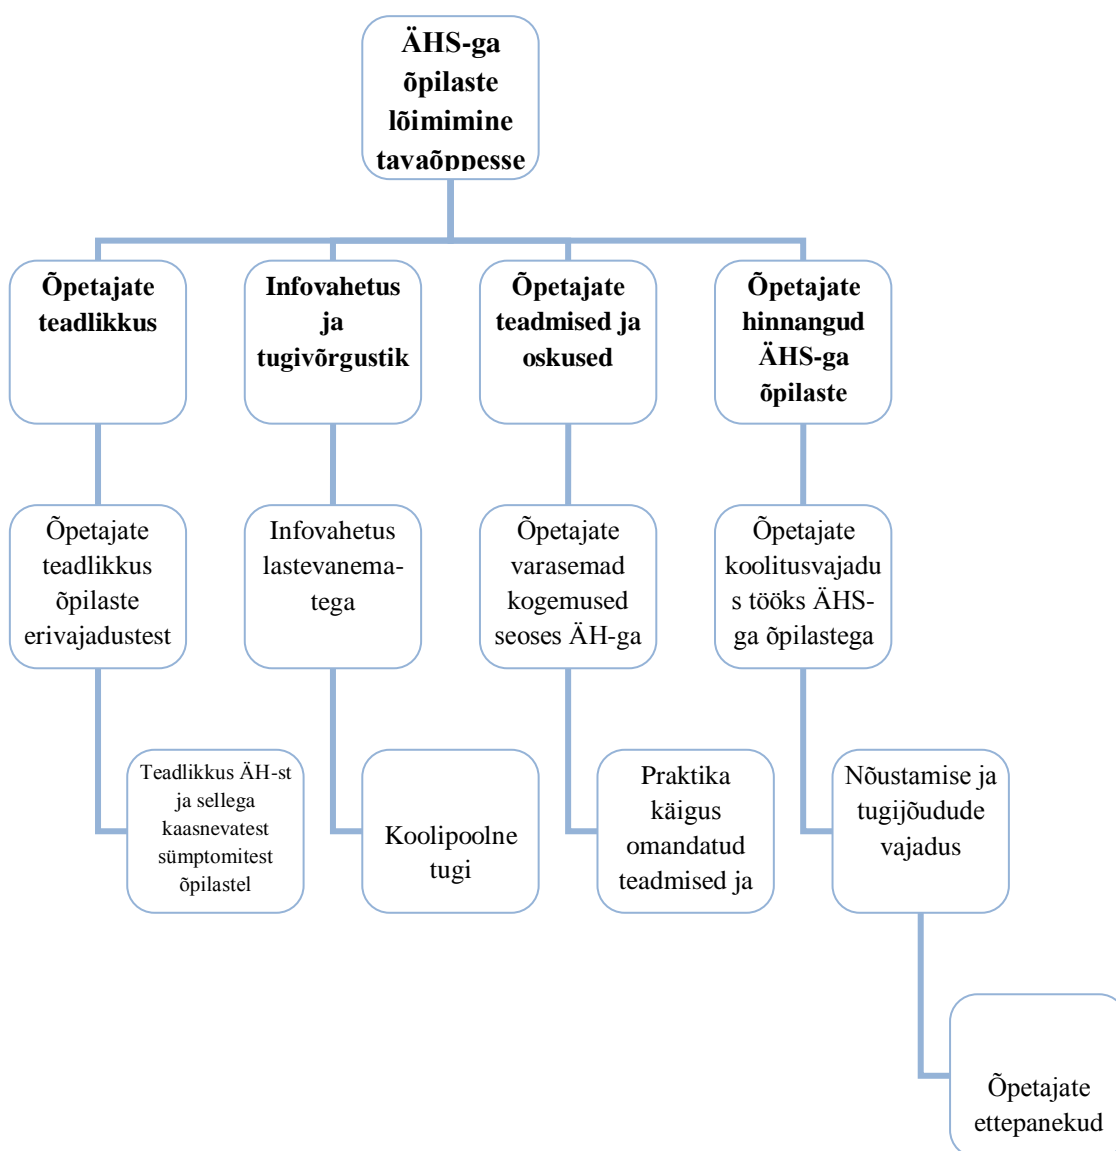 ÄHS-ga
õpilaste
lõimimine
tavaõppesse
Õpetajate
teadlikkus
Infovahetus
ja
tugivõrgustik
Õpetajate
teadmised ja
oskused
Õpetajate
hinnangud
ÄHS-ga
õpilaste
Õpetajate
teadlikkus
õpilaste
erivajadustest
Infovahetus
lastevanema-
tega
Õpetajate
varasemad
kogemused
seoses ÄH-ga
Õpetajate
koolitusvajadu
s tööks ÄHS-
ga õpilastega
Teadlikkus ÄH-st
ja sellega
kaasnevatest
sümptomitest
õpilastel
Koolipoolne
tugi
Praktika
käigus
omandatud
teadmised ja
Nõustamise ja
tugijõudude
vajadus
Õpetajate
ettepanekud